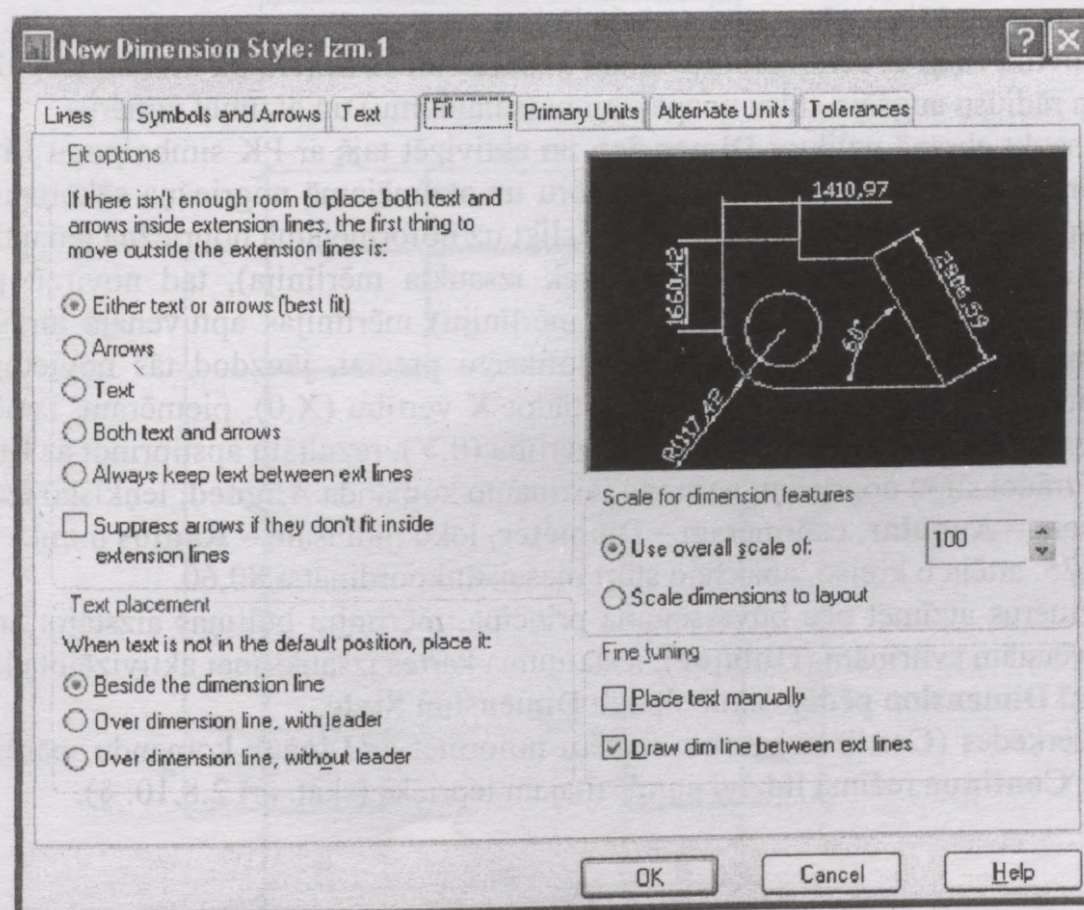 New Dimension Style: Izm.1
Lines
Symbols and Arrows
Text
Fit
Primary Units
Alternate Units
Tolerances
Fit options
If there isn't enough room to place both text and
arrows inside extension lines, the first thing to
move outside the extension lines is:
Either text or arrows (best fit)
Arrows
Text
Both text and arrows
Always keep text between ext lines
Suppress arrows if they don't fit inside
extension lines
Text placement
When text is not in the default position, place it:
Beside the dimension line
Over dimension line, with leader
Over dimension line, without leader
1410,97
1660,42
60°
R1117,42
Scale for dimension features
Use overall scale of:
100
Scale dimensions to layout
Fine tuning
Place text manually
Draw dim line between ext lines
OK
Cancel
Help